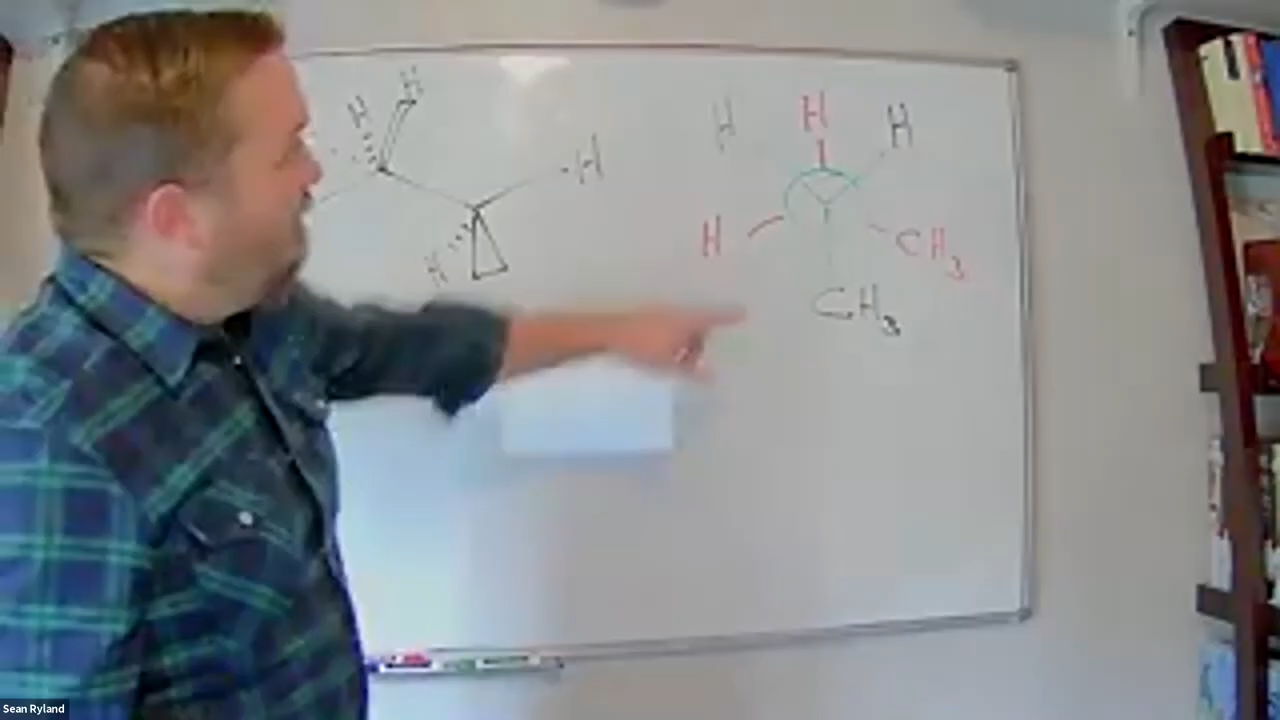 H H
H
H
H H H
H CH3
CH3
Sean Ryland